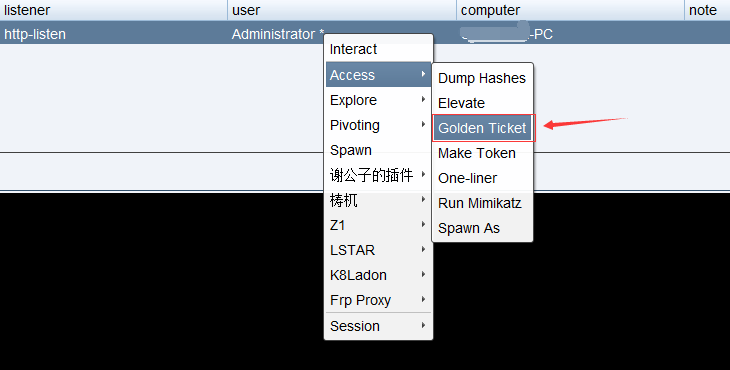 listener user computer note
http-listen Administrator * -PC
Interact
Access
Explore
Pivoting
Spawn
谢公子的插件
梼杌
Z1
LSTAR
K8Ladon
Frp Proxy
Session
Dump Hashes
Elevate
Golden Ticket
Make Token
One-liner
Run Mimikatz
Spawn As